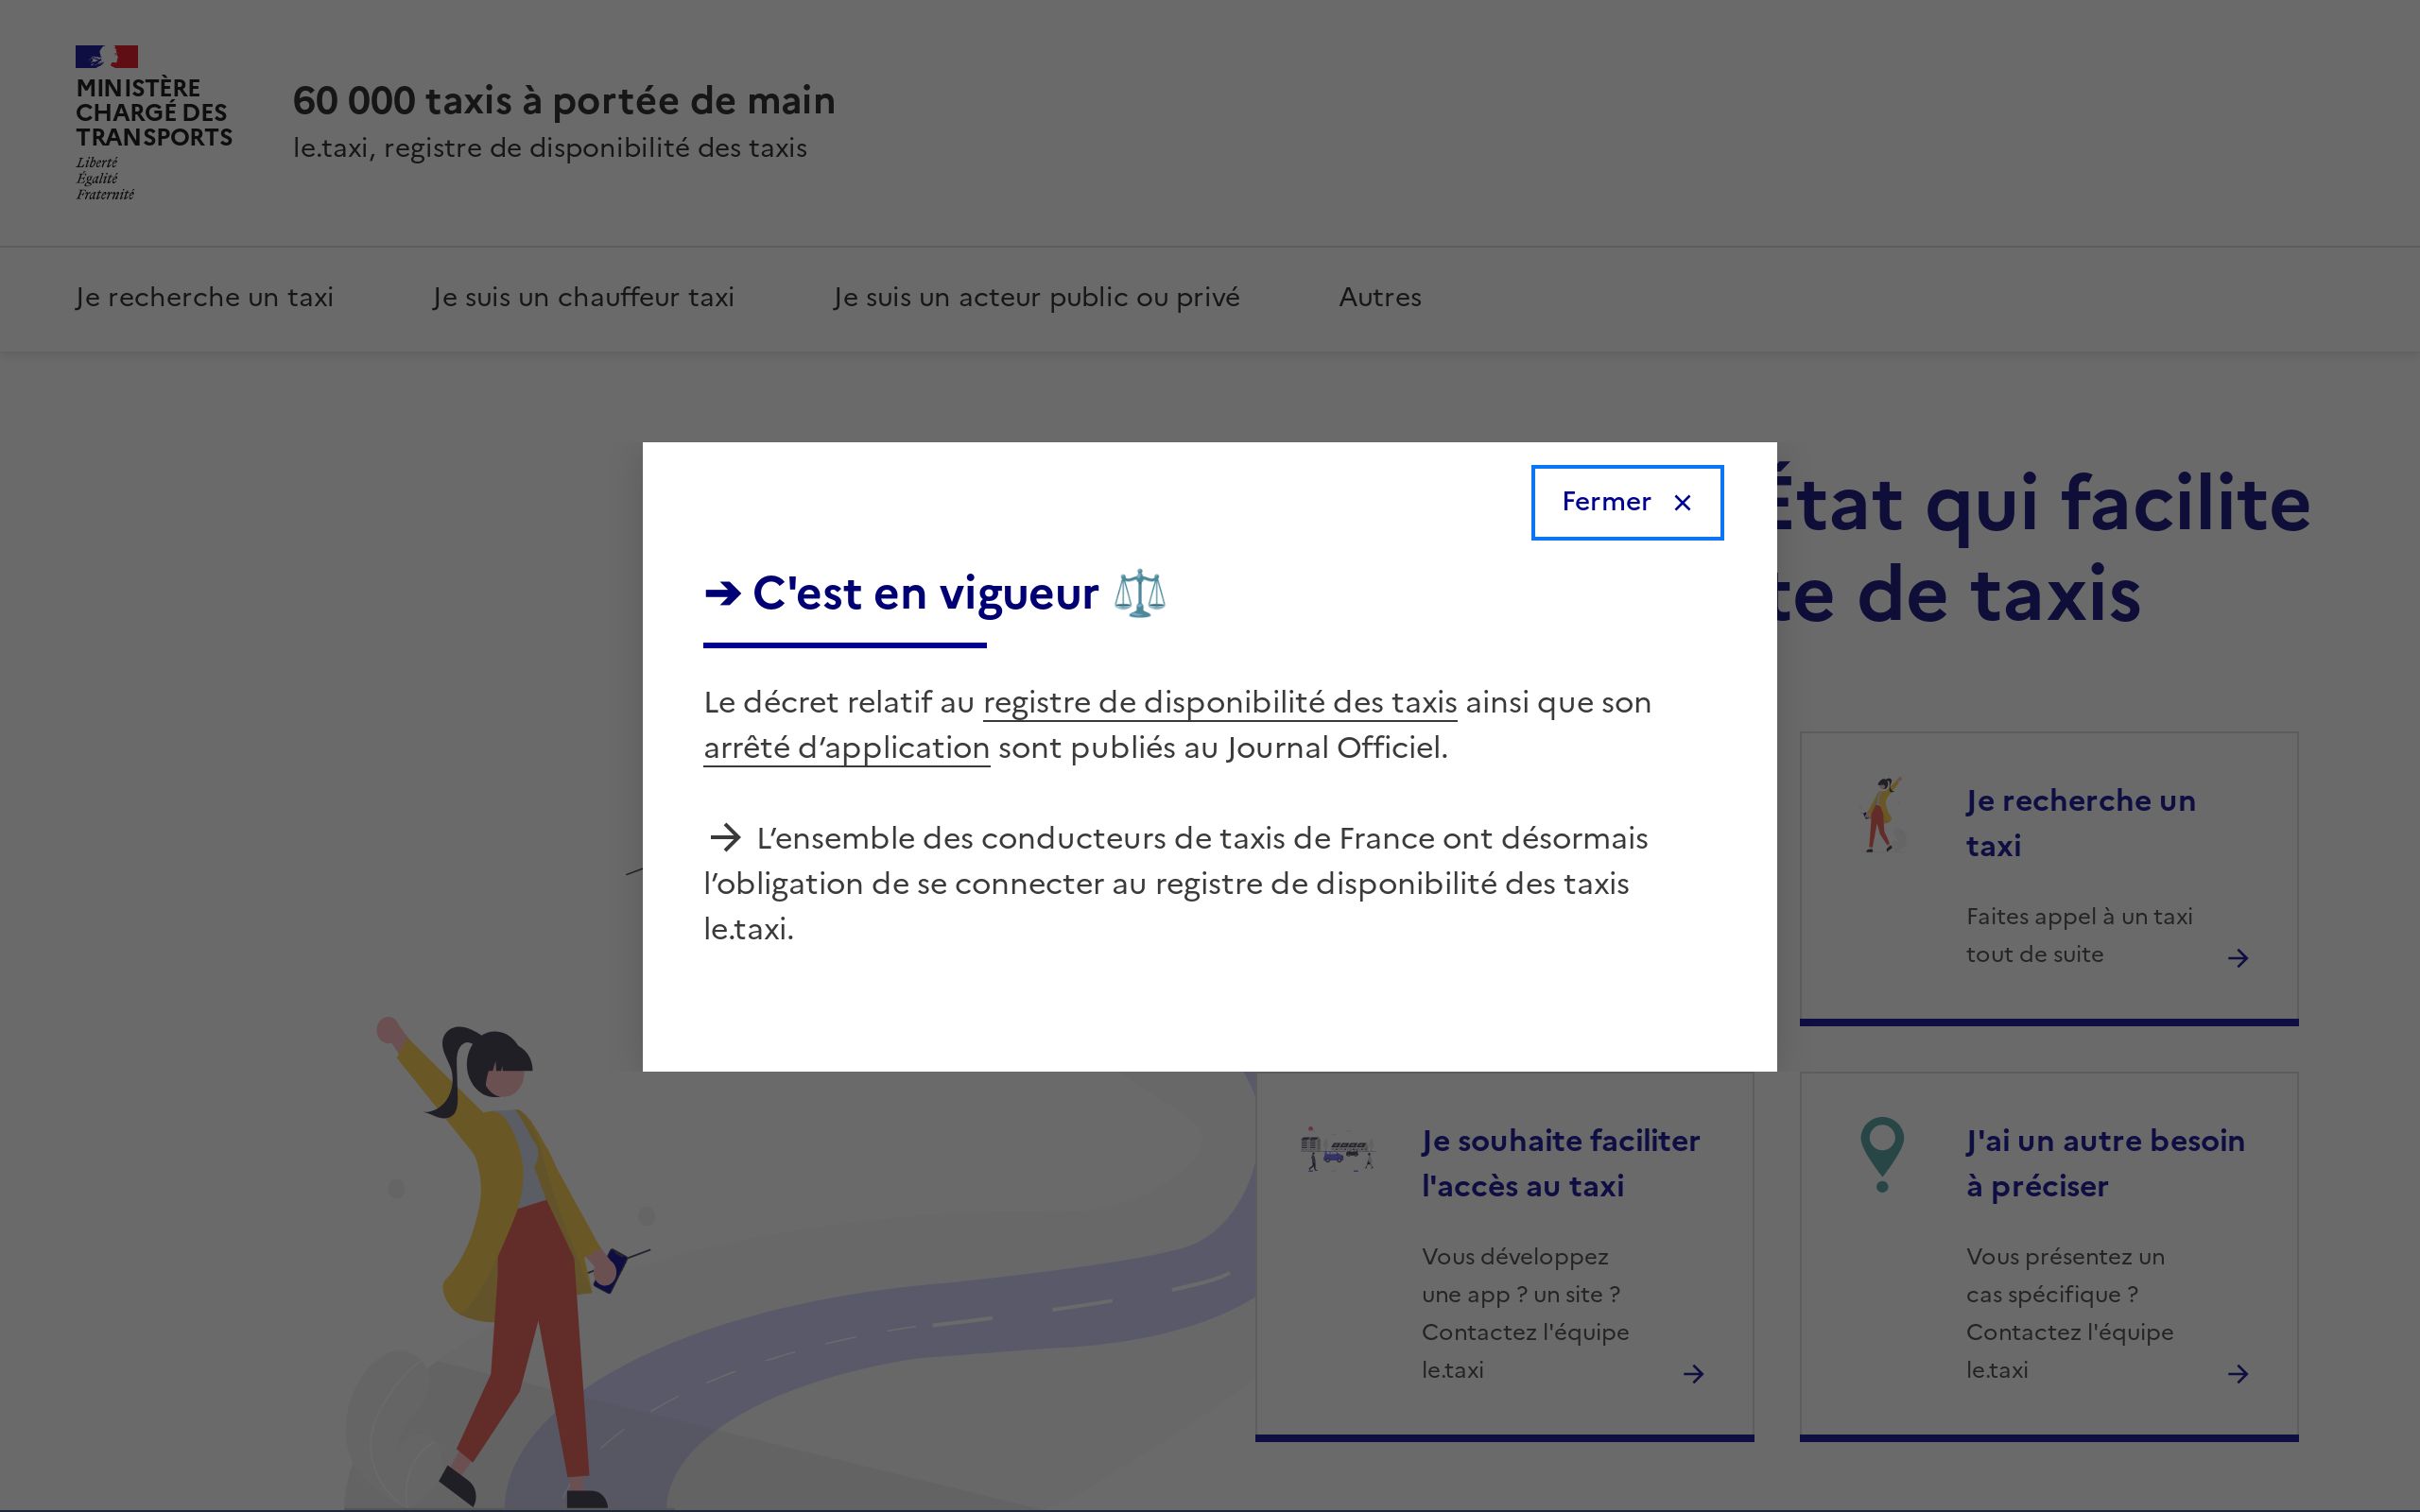 MINISTÈRE
CHARGÉ DES
TRANSPORTS
Liberté
Égalité
Fraternité
60 000 taxis à portée de main
le.taxi, registre de disponibilité des taxis
Je recherche un taxi
Je suis un chauffeur taxi
Je suis un acteur public ou privé
Autres
État qui facilite
de taxis
Fermer ×
➔ C'est en vigueur ⚖️
Le décret relatif au registre de disponibilité des taxis ainsi que son
arrêté d’application sont publiés au Journal Officiel.
→ L’ensemble des conducteurs de taxis de France ont désormais
l’obligation de se connecter au registre de disponibilité des taxis
le.taxi.
Je recherche un
taxi
Faites appel à un taxi
tout de suite
Je souhaite faciliter
l'accès au taxi
Vous développez
une app ? un site ?
Contactez l'équipe
le.taxi
J'ai un autre besoin
à préciser
Vous présentez un
cas spécifique ?
Contactez l'équipe
le.taxi